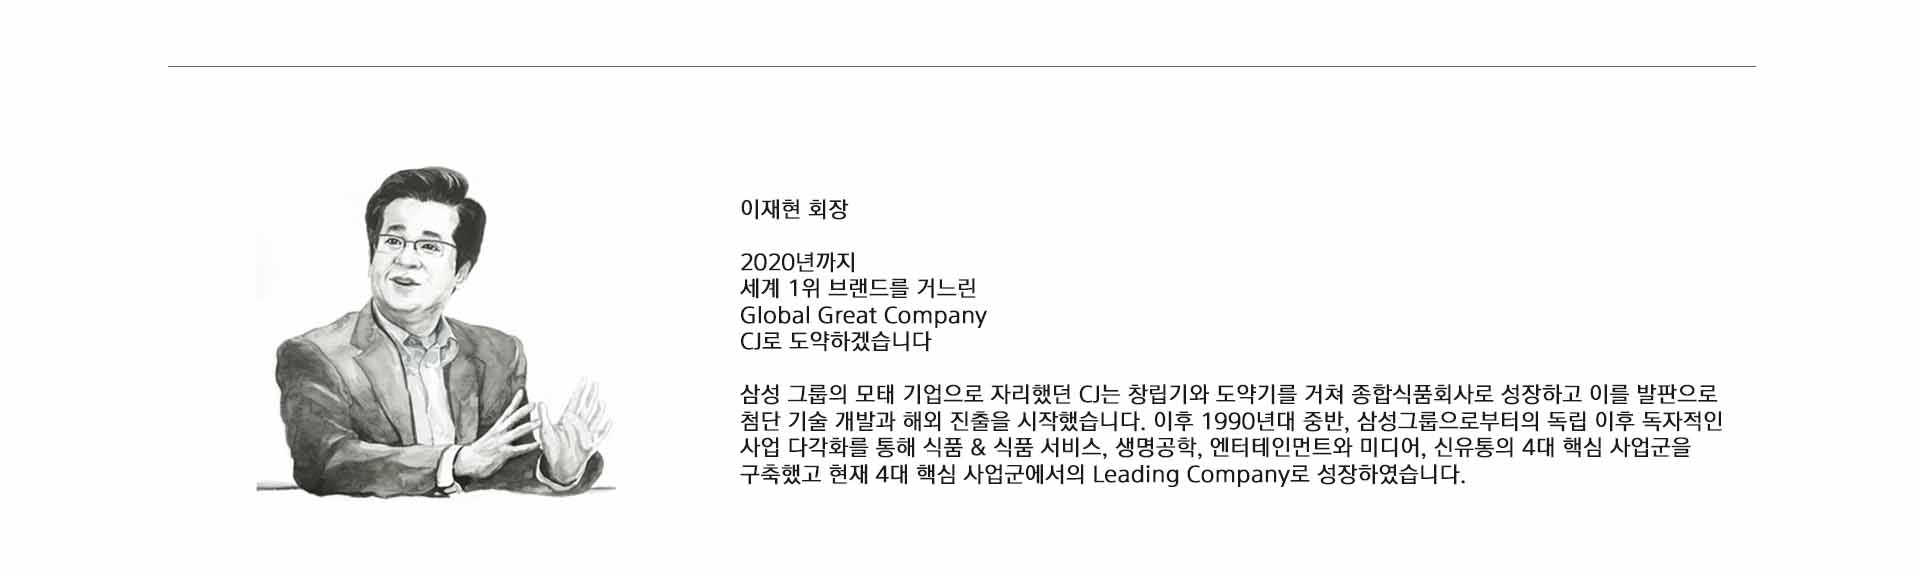 이재현 회장
2020년까지
세계 1위 브랜드를 거느린
Global Great Company
CJ로 도약하겠습니다
삼성 그룹의 모태 기업으로 자리했던 CJ는 창립기와 도약기를 거쳐 종합식품회사로 성장하고 이를 발판으로
첨단 기술 개발과 해외 진출을 시작했습니다. 이후 1990년대 중반, 삼성그룹으로부터의 독립 이후 독자적인
사업 다각화를 통해 식품 & 식품 서비스, 생명공학, 엔터테인먼트와 미디어, 신유통의 4대 핵심 사업군을
구축했고 현재 4대 핵심 사업군에서의 Leading Company로 성장하였습니다.